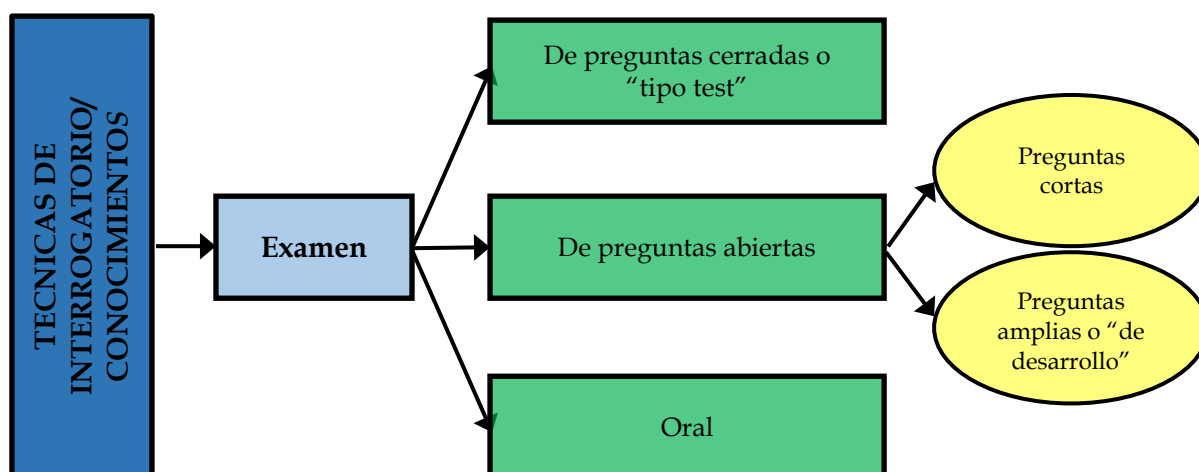 TECNICAS DE
INTERROGATORIO/
CONOCIMIENTOS
Examen
De preguntas cerradas o
“tipo test”
De preguntas abiertas
Oral
Preguntas
cortas
Preguntas
amplias o “de
desarrollo”